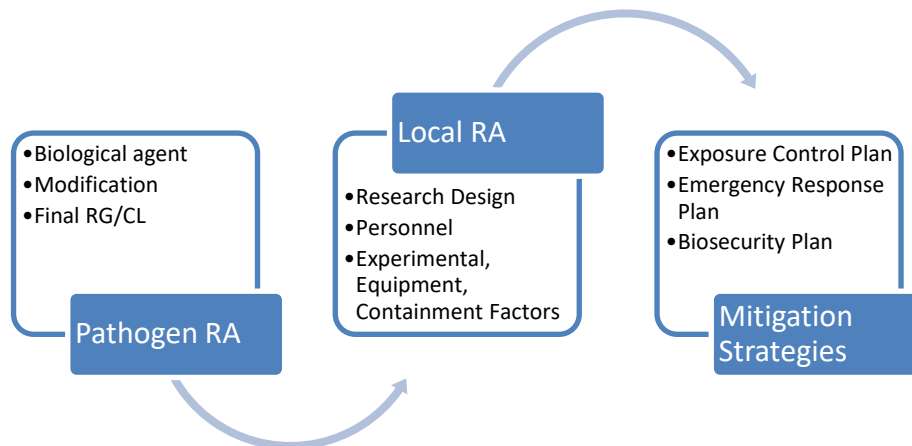 •Biological agent
•Modification
•Final RG/CL
Pathogen RA
Local RA
•Research Design
•Personnel
•Experimental,
Equipment,
Containment Factors
•Exposure Control Plan
•Emergency Response
Plan
•Biosecurity Plan
Mitigation
Strategies